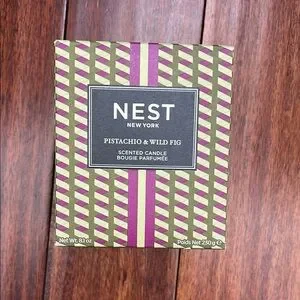 NEST
NEW YORK
PISTACHIO & WILD FIG
SCENTED CANDLE
BOUGIE PARFUMÉE
Net Wt. 8.1 oz
Poids Net 230 g ℮